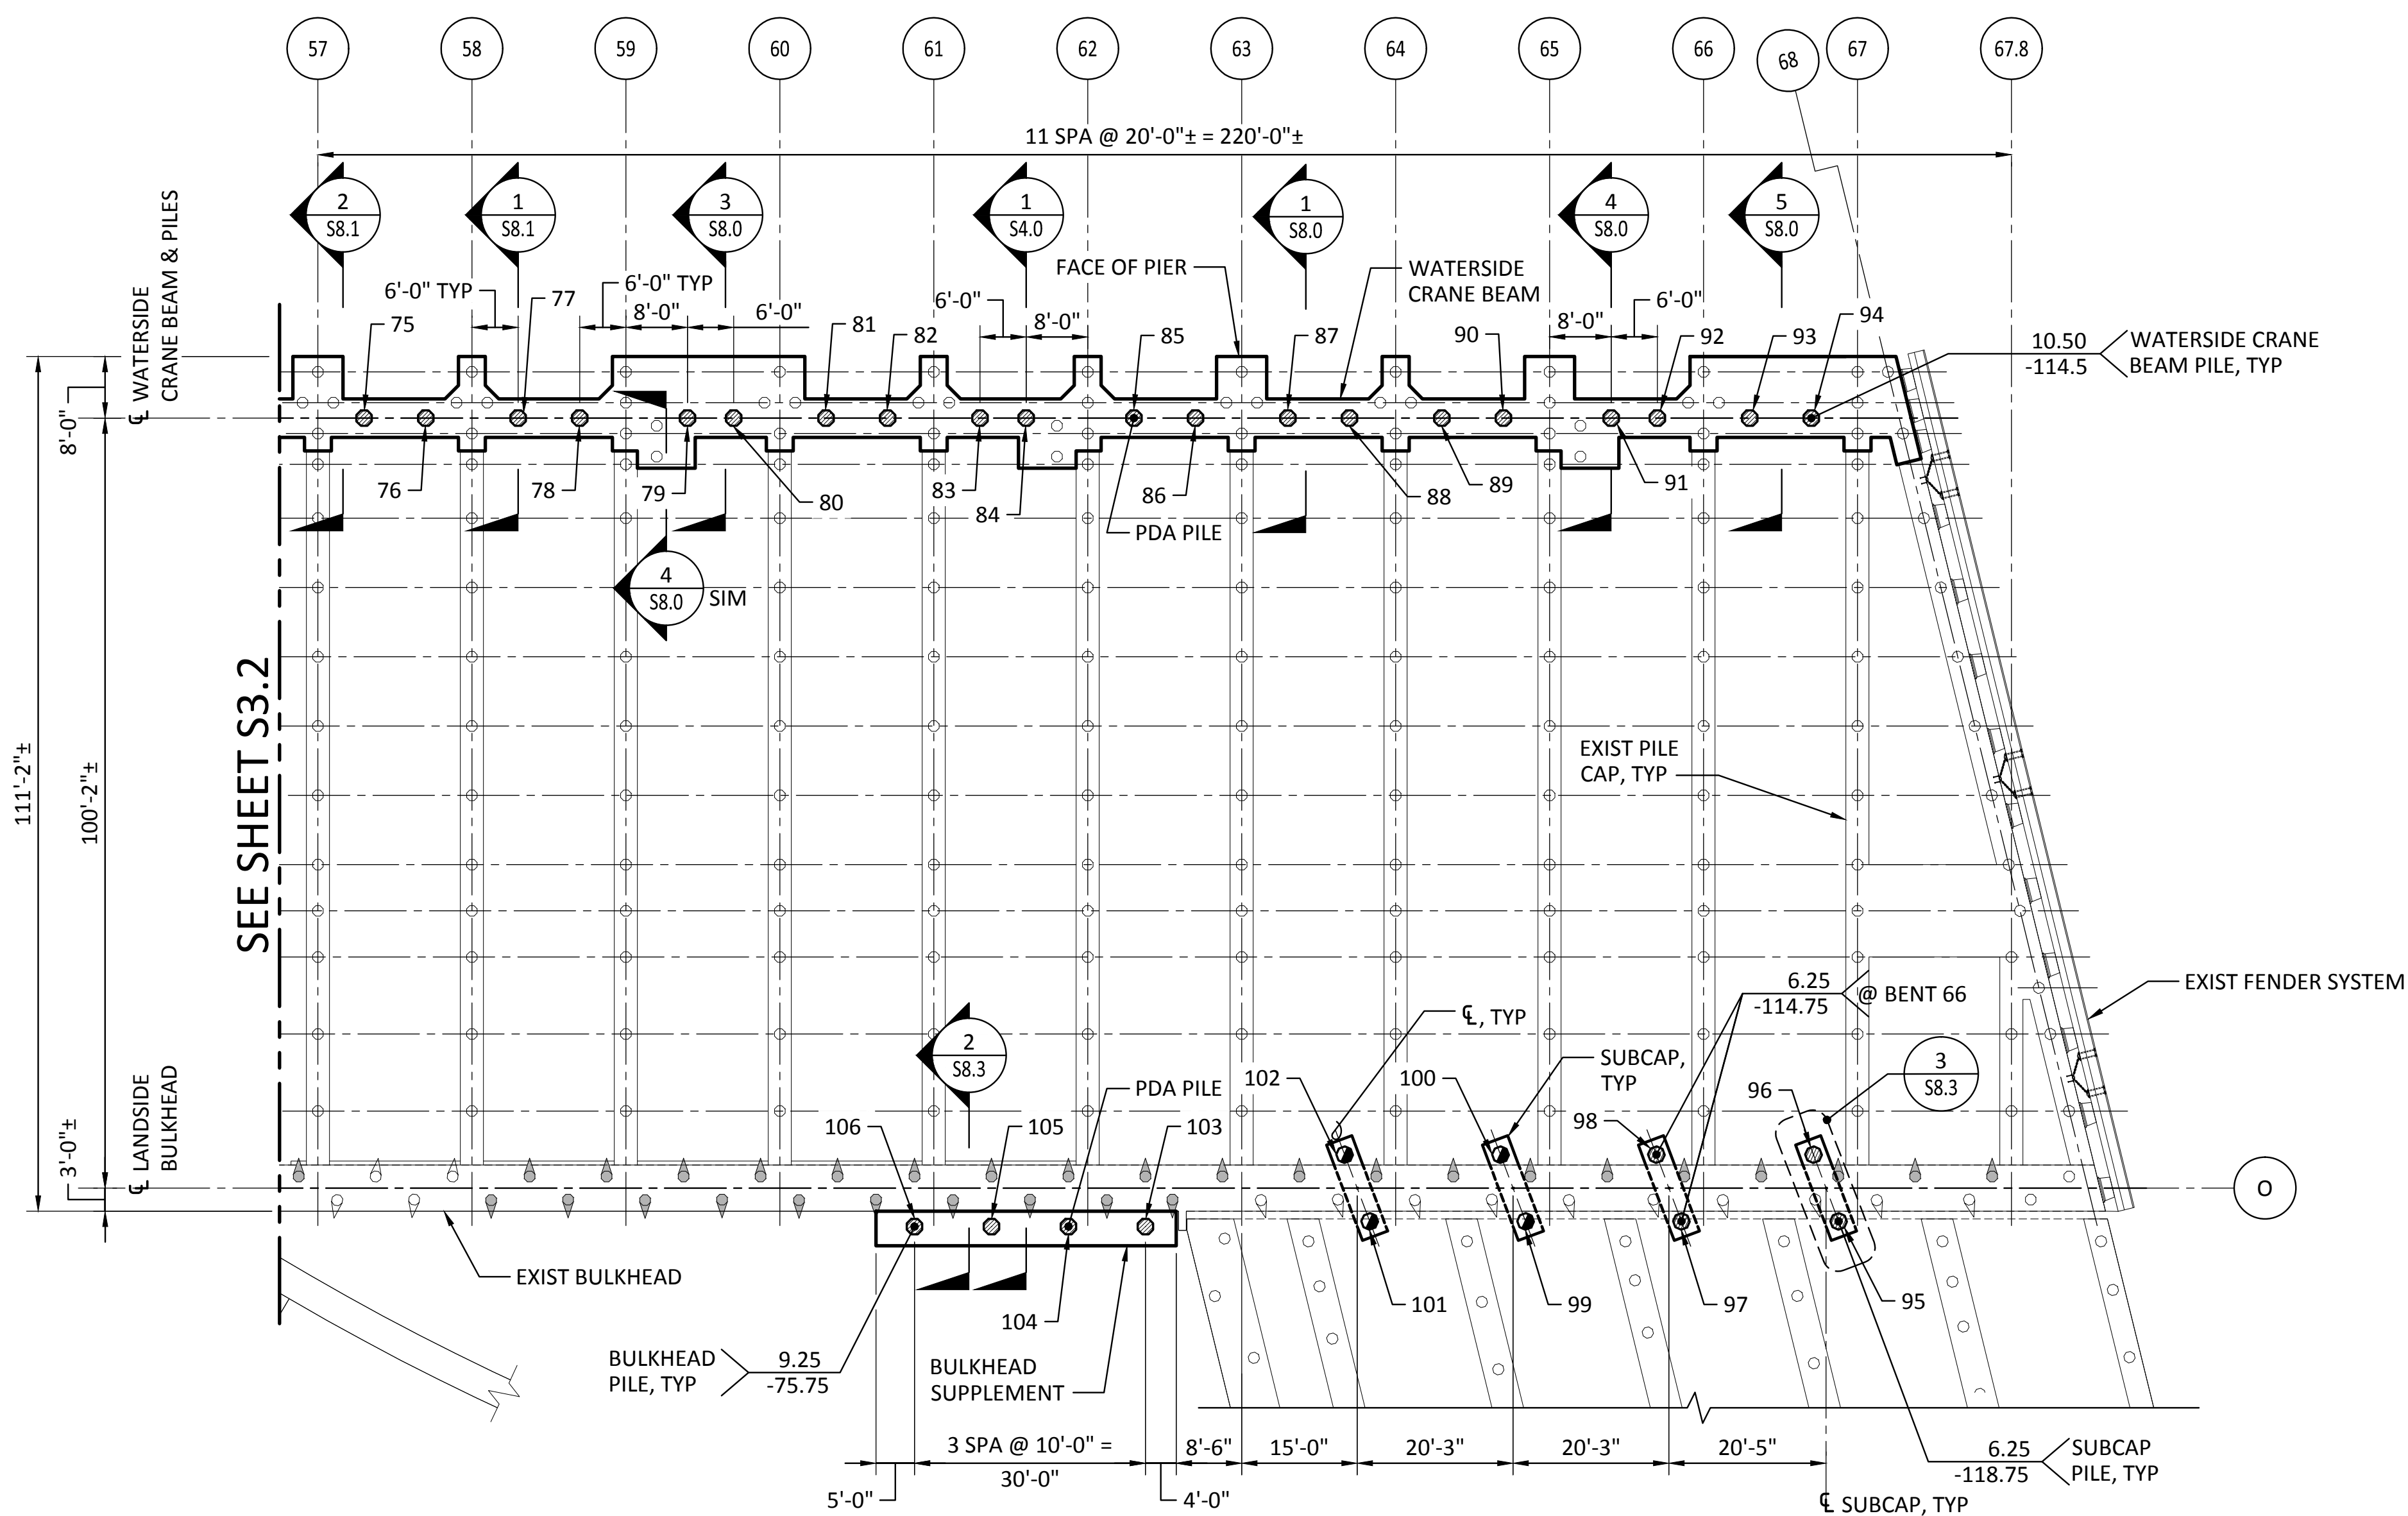 57
58
59
60
61
62
63
64
65
66
68
67
67.8
11 SPA @ 20'-0"± = 220'-0"±
2
S8.1
1
S8.1
3
S8.0
1
S4.0
1
S8.0
4
S8.0
5
S8.0
℄ WATERSIDE
CRANE BEAM & PILES
FACE OF PIER
WATERSIDE
CRANE BEAM
6'-0" TYP
77
6'-0" TYP
8'-0"
6'-0"
6'-0"
8'-0"
8'-0"
6'-0"
75
81
82
85
87
90
92
93
94
10.50
-114.5
WATERSIDE CRANE
BEAM PILE, TYP
8'-0"
76
78
79
80
83
84
86
PDA PILE
88
89
91
4
S8.0
SIM
SEE SHEET S3.2
111'-2"±
100'-2"±
EXIST PILE
CAP, TYP
EXIST FENDER SYSTEM
6.25
-114.75
@ BENT 66
℄, TYP
2
S8.3
SUBCAP,
TYP
3
S8.3
℄ LANDSIDE
BULKHEAD
3'-0"±
PDA PILE
102
100
98
96
106
105
103
O
EXIST BULKHEAD
104
101
99
97
95
BULKHEAD
PILE, TYP
9.25
-75.75
BULKHEAD
SUPPLEMENT
3 SPA @ 10'-0" =
30'-0"
8'-6"
15'-0"
20'-3"
20'-3"
20'-5"
5'-0"
4'-0"
6.25
-118.75
SUBCAP
PILE, TYP
℄ SUBCAP, TYP